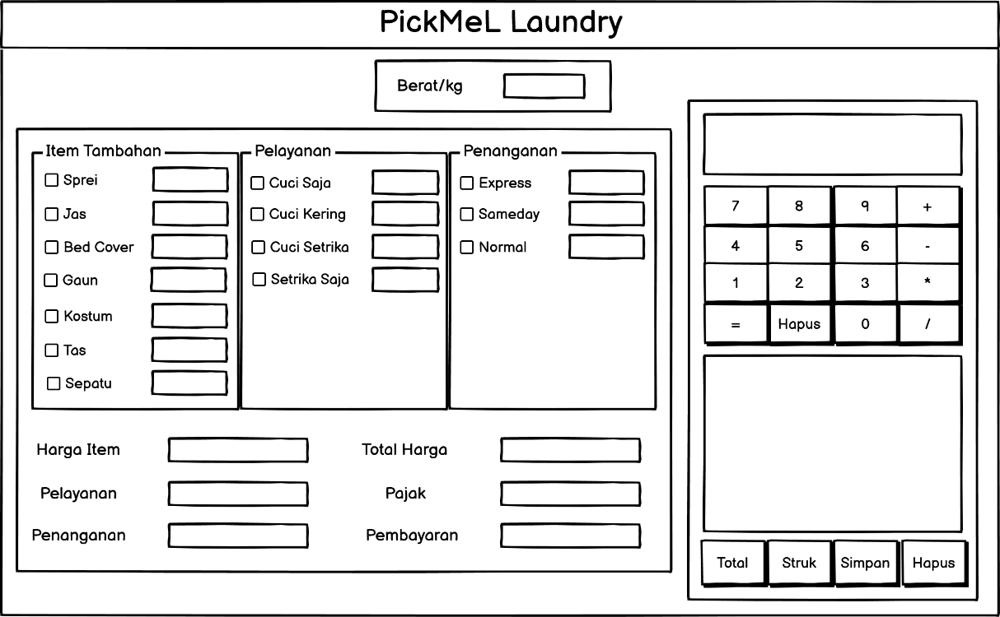 PickMeL Laundry
Berat/kg
Item Tambahan
Sprei
Jas
Bed Cover
Gaun
Kostum
Tas
Sepatu
Pelayanan
Cuci Saja
Cuci Kering
Cuci Setrika
Setrika Saja
Penanganan
Express
Sameday
Normal
Harga Item
Pelayanan
Penanganan
Total Harga
Pajak
Pembayaran
7 8 9 +
4 5 6 -
1 2 3 *
= Hapus 0 /
Total Struk Simpan Hapus